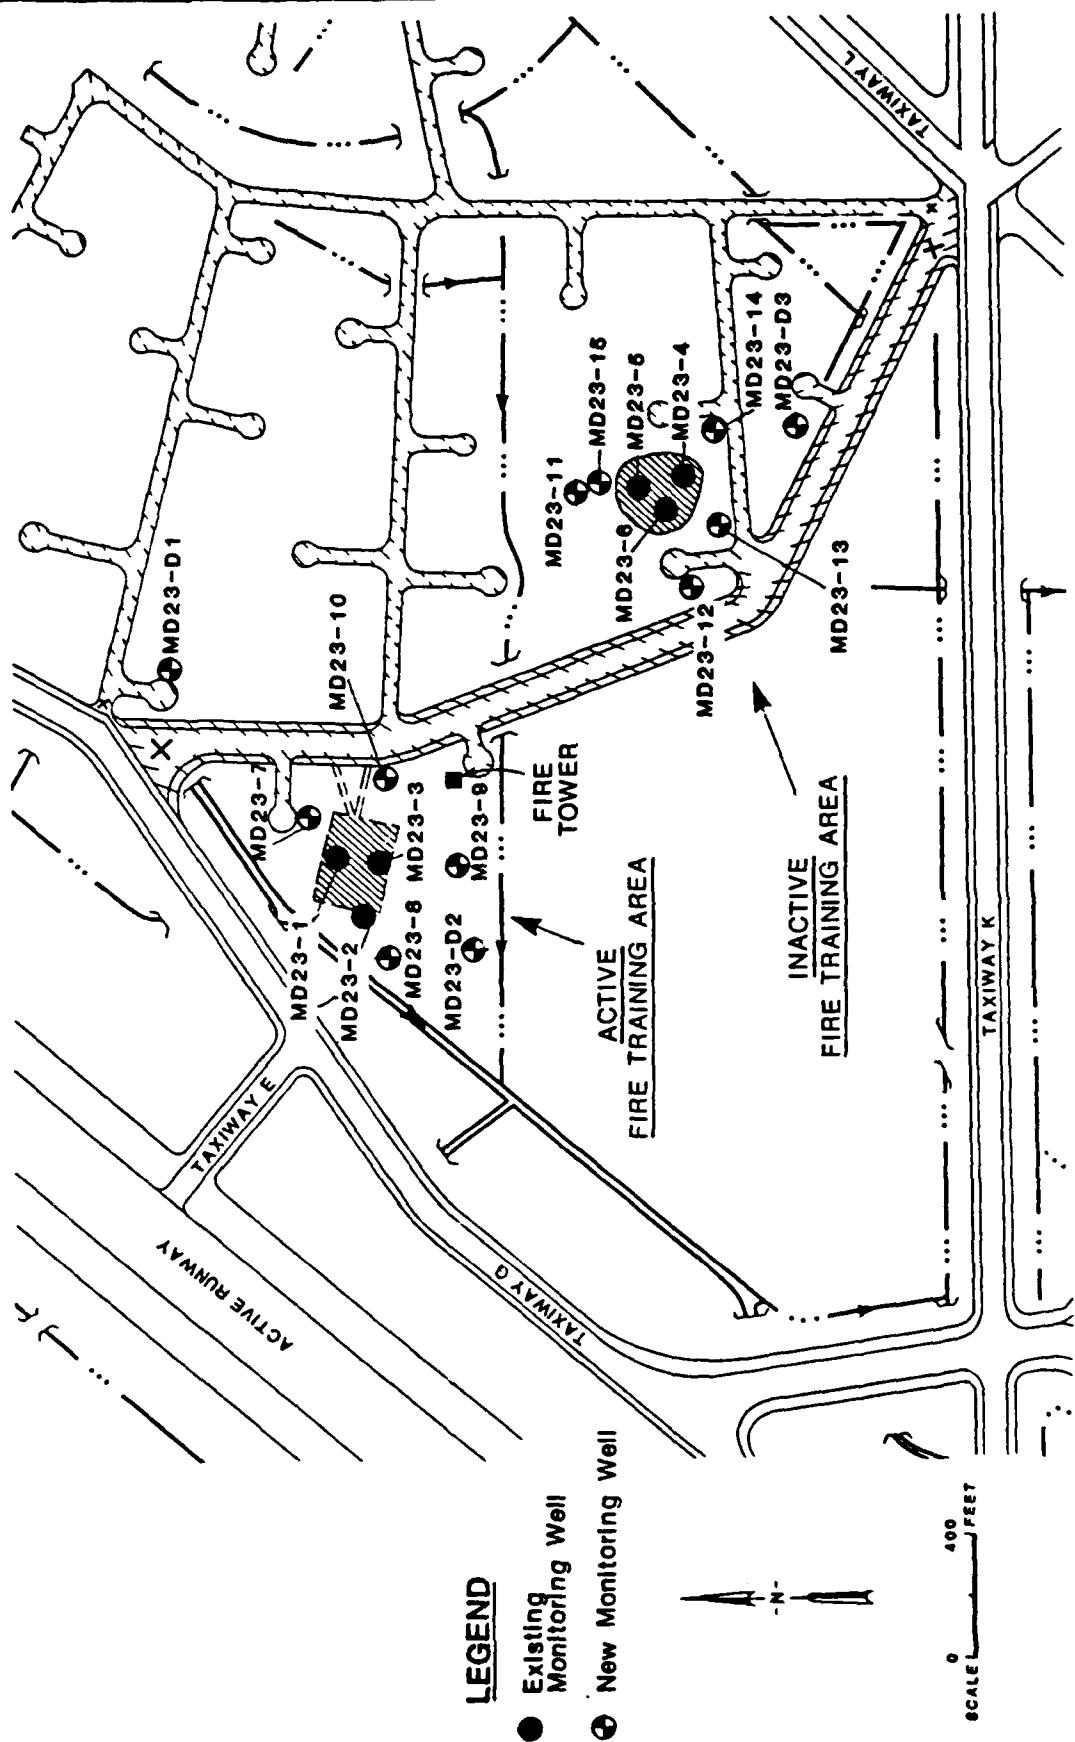 TAXIWAY L
MD23-D1
MD23-10
MD23-11
MD23-15
MD23-5
MD23-4
MD23-14
MD23-D3
MD23-6
MD23-13
MD23-12
MD23-7
MD23-3
MD23-9
FIRE
TOWER
MD23-1
MD23-2
MD23-8
MD23-D2
ACTIVE
FIRE TRAINING AREA
INACTIVE
FIRE TRAINING AREA
TAXIWAY K
TAXIWAY E
ACTIVE RUNWAY
TAXIWAY G
LEGEND
Existing
Monitoring Well
New Monitoring Well
-N-
0 400
SCALE FEET